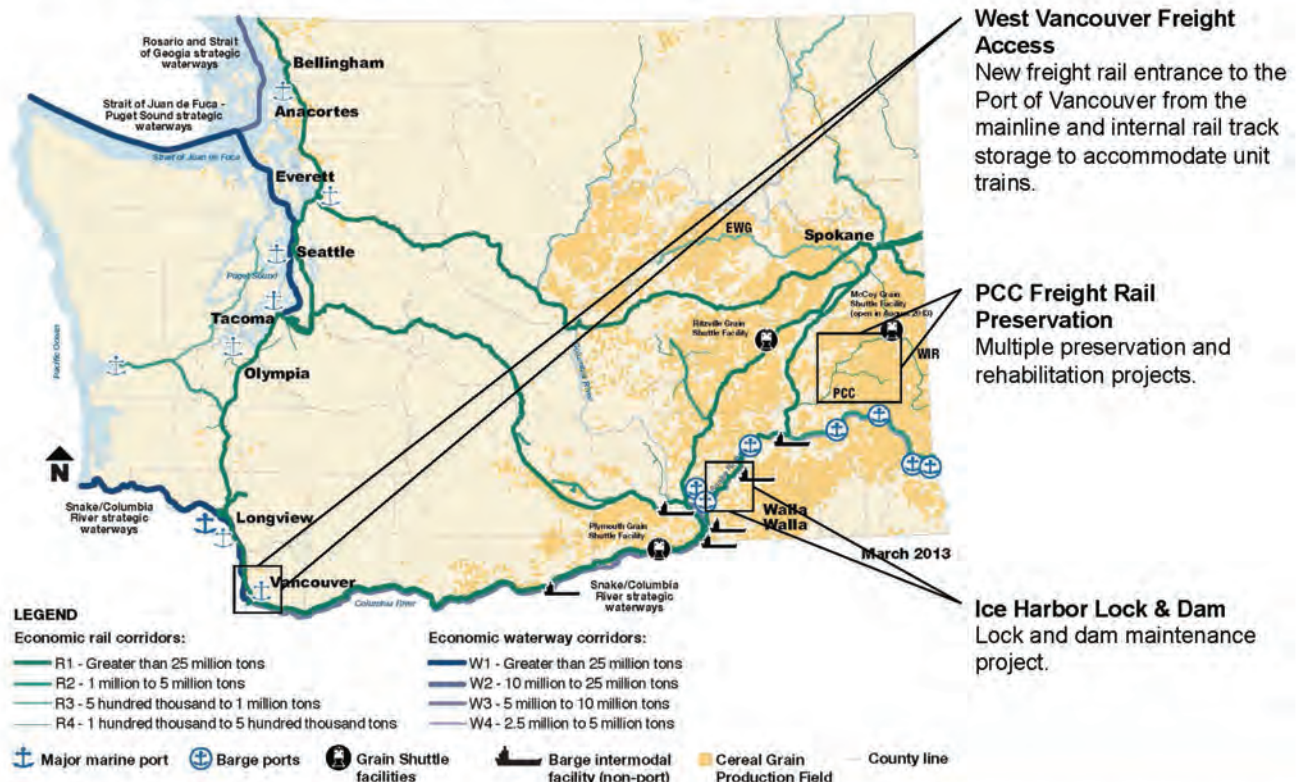 Rosario and Strait
of Geogia strategic
waterways
Bellingham
Anacortes
Strait of Juan de Fuca -
Puget Sound strategic
waterways
Strait of Juan de Fuca
Everett
Seattle
Puget Sound
Tacoma
Olympia
Pacific Ocean
N
Snake/Columbia
River strategic
waterways
Longview
Vancouver
Columbia River
EWG
Spokane
McCoy Grain
Shuttle Facility
(open in August 2013)
Ritzville Grain
Shuttle Facility
WIR
PCC
Columbia River
Walla
Walla
Plymouth Grain
Shuttle Facility
Snake/Columbia
River strategic
waterways
March 2013
West Vancouver Freight
Access
New freight rail entrance to the
Port of Vancouver from the
mainline and internal rail track
storage to accommodate unit
trains.
PCC Freight Rail
Preservation
Multiple preservation and
rehabilitation projects.
Ice Harbor Lock & Dam
Lock and dam maintenance
project.
LEGEND
Economic rail corridors:
R1 - Greater than 25 million tons
R2 - 1 million to 5 million tons
R3 - 5 hundred thousand to 1 million tons
R4 - 1 hundred thousand to 5 hundred thousand tons
Economic waterway corridors:
W1 - Greater than 25 million tons
W2 - 10 million to 25 million tons
W3 - 5 million to 10 million tons
W4 - 2.5 million to 5 million tons
Major marine port
Barge ports
Grain Shuttle
facilities
Barge intermodal
facility (non-port)
Cereal Grain
Production Field
County line